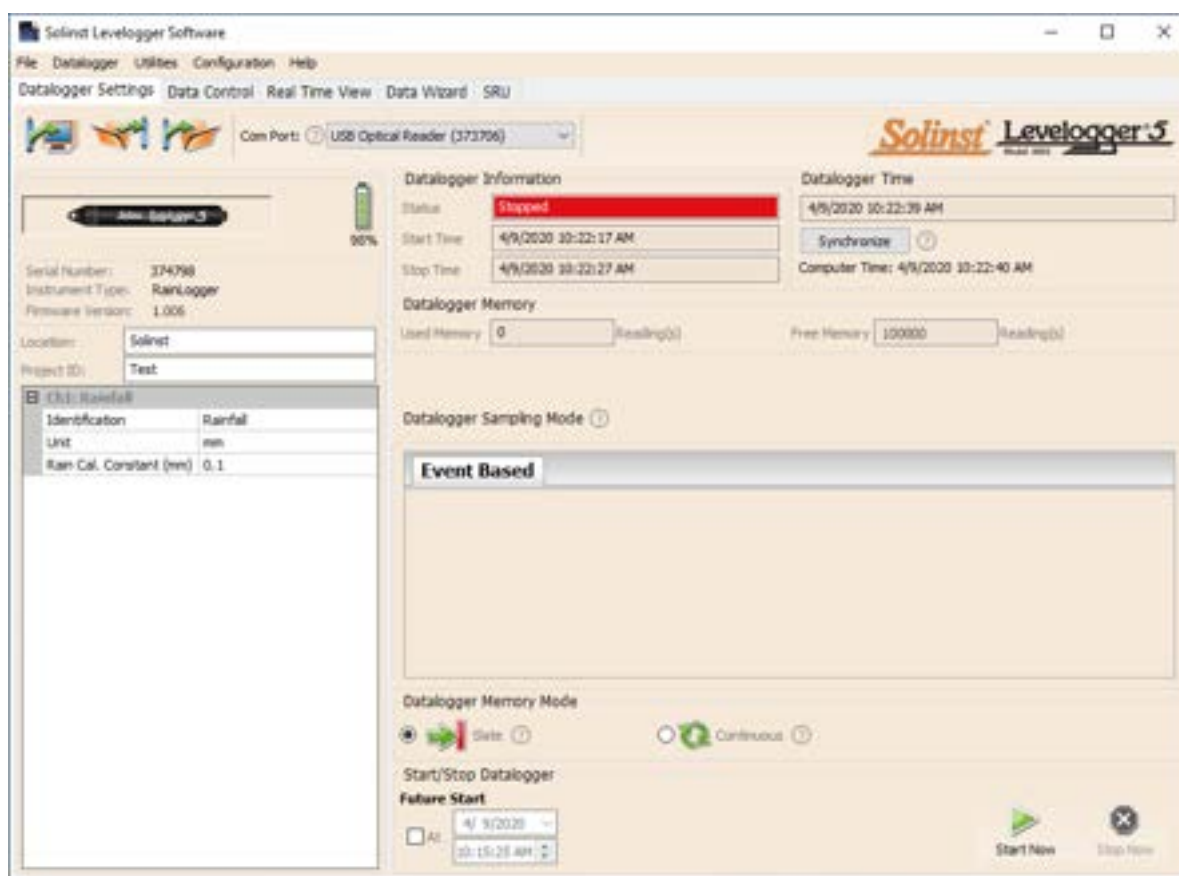 Solinst Levelogger Software
File Datalogger Utilities Configuration Help
Datalogger Settings Data Control Real Time View Data Wizard SRU
Com Port: ? USB Optical Reader (373706)
Solinst Levelogger 5
98%
Serial Number: 374798
Instrument Type: RainLogger
Firmware Version: 1.006
Location: Solinst
Project ID: Test
Ch1: Rainfall
Identification Rainfall
Unit mm
Rain Cal. Constant (mm) 0.1
Datalogger Information
Status Stopped
Start Time 4/9/2020 10:22:17 AM
Stop Time 4/9/2020 10:22:27 AM
Datalogger Time
4/9/2020 10:22:39 AM
Synchronize ?
Computer Time: 4/9/2020 10:22:40 AM
Datalogger Memory
Used Memory 0 Reading(s) Free Memory 100000 Reading(s)
Datalogger Sampling Mode ?
Event Based
Datalogger Memory Mode
Slate ? Continuous ?
Start/Stop Datalogger
Future Start
At 4/ 9/2020
10:15:25 AM
Start Now Stop Now